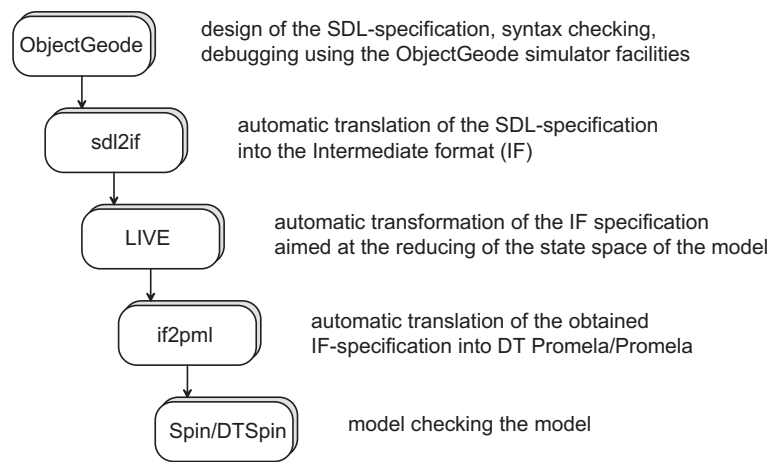 ObjectGeode
design of the SDL-specification, syntax checking,
debugging using the ObjectGeode simulator facilities
sdl2if
automatic translation of the SDL-specification
into the Intermediate format (IF)
LIVE
automatic transformation of the IF specification
aimed at the reducing of the state space of the model
if2pml
automatic translation of the obtained
IF-specification into DT Promela/Promela
Spin/DTSpin
model checking the model